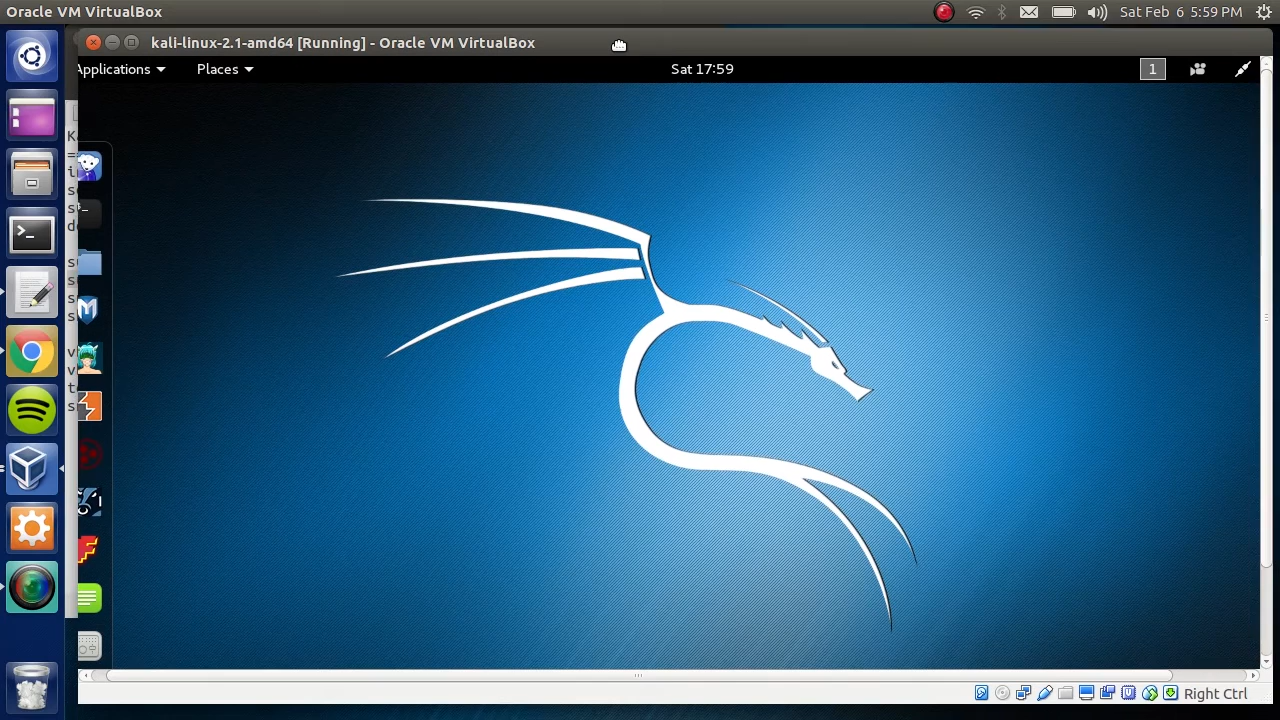 Oracle VM VirtualBox
Sat Feb 6 5:59 PM
kali-linux-2.1-amd64 [Running] - Oracle VM VirtualBox
Applications
Places
Sat 17:59
1
Right Ctrl